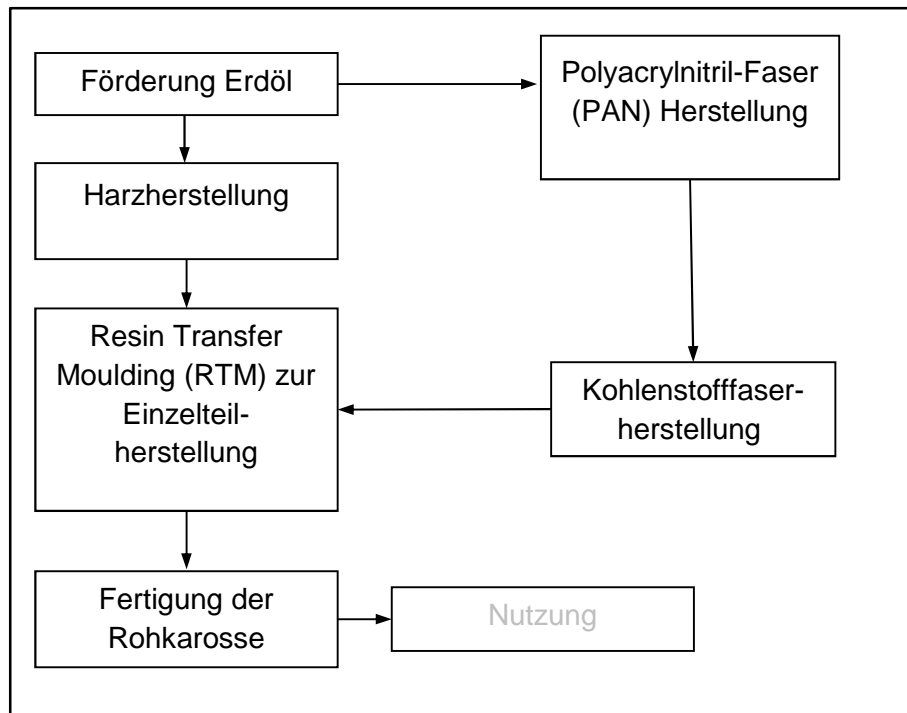 Förderung Erdöl
Polyacrylnitril-Faser
(PAN) Herstellung
Harzherstellung
Resin Transfer
Moulding (RTM) zur
Einzelteil-
herstellung
Kohlenstofffaser-
herstellung
Fertigung der
Rohkarosse
Nutzung